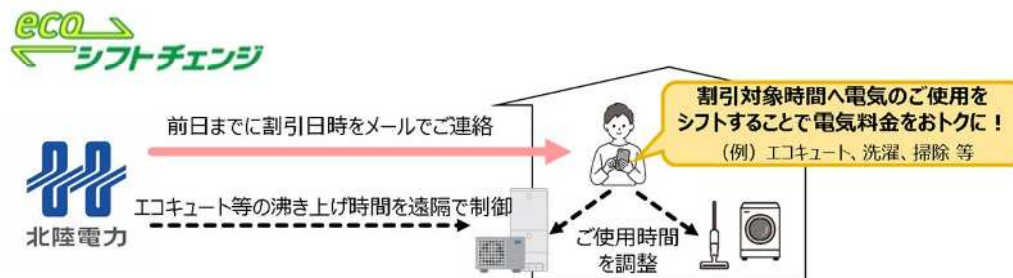 eco
シフトチェンジ
前日までに割引日時をメールでご連絡
割引対象時間へ電気のご使用を
シフトすることで電気料金をおトクに！
（例）エコキュート、洗濯、掃除 等
北陸電力
エコキュート等の沸き上げ時間を遠隔で制御
ご使用時間
を調整